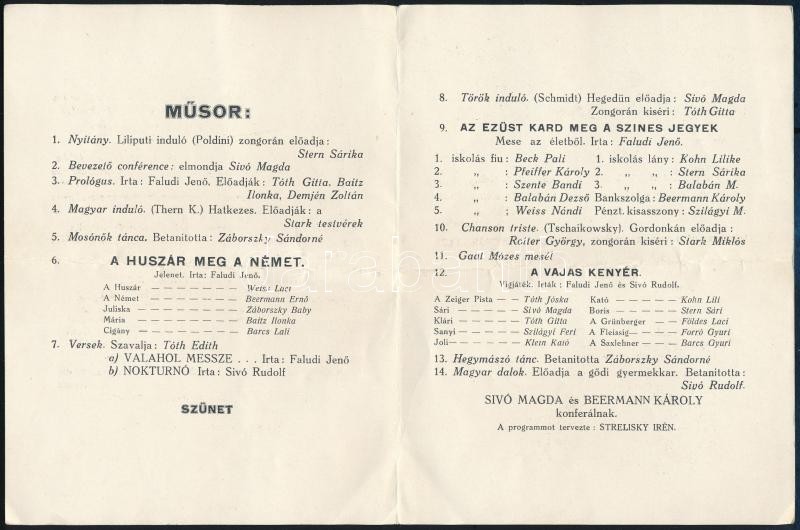 MŰSOR:
1. Nyitány. Liliputi induló (Poldini) zongorán előadja:
Stern Sárika
2. Bevezető conférence: elmondja Sivó Magda
3. Prológus. Irta: Faludi Jenő. Előadják: Tóth Gitta. Baitz
Ilonka, Demjén Zoltán
4. Magyar induló. (Thern K.) Hatkezes. Előadják: a
Stark testvérek
5. Mosónők tánca. Betanitotta: Záborszky Sándorné
6. A HUSZÁR MEG A NÉMET.
Jelenet. Irta: Faludi Jenő.
A Huszár — — — — — — — Weisz Laci
A Német — — — — — — — Beermann Ernő
Juliska — — — — — — — Záborszky Baby
Mária — — — — — — — Baitz Ilonka
Cigány — — — — — — — Barcs Lali
7. Versek. Szavalja: Tóth Edith
a) VALAHOL MESSZE . . . Irta: Faludi Jenő
b) NOKTURNÓ Irta: Sivó Rudolf
SZÜNET
8. Török induló. (Schmidt) Hegedün előadja: Sivó Magda
Zongorán kiséri: Tóth Gitta
9. AZ EZÜST KARD MEG A SZINES JEGYEK
Mese az életből. Irta: Faludi Jenő.
1. iskolás fiu: Beck Pali 1. iskolás lány: Kohn Lilike
2. „ „: Pfeiffer Károly 2. „ „: Stern Sárika
3. „ „: Szente Bandi 3. „ „: Balabán M.
4. „ „: Balabán Dezső Bankszolga: Beermann Károly
5. „ „: Weiss Nándi Pénzt. kisasszony: Szilágyi M.
10. Chanson triste. (Tschaikowsky). Gordonkán előadja:
Roiter György, zongorán kiséri: Stark Miklós
11. Gact Mózes mesél
12. A VAJAS KENYÉR.
Vigjáték. Irták: Faludi Jenő és Sivó Rudolf.
A Zeiger Pista — — Tóth Jóska Kató — — — — — Kohn Lili
Sári — — — — — Sivó Magda Boris — — — — — Stern Sári
Klári — — — — — Tóth Gitta A Grünberger — — Földes Laci
Sanyi — — — — — Szilágyi Feri A Fleissig — — — Forró Gyuri
Joli — — — — — Klein Kató A Saxlehner — — Barcs Gyuri
13. Hegymászó tánc. Betanitotta Záborszky Sándorné
14. Magyar dalok. Előadja a gödi gyermekkar. Betanitotta:
Sivó Rudolf.
SIVÓ MAGDA és BEERMANN KÁROLY
konferálnak.
A programmot tervezte: STRELISKY IRÉN.